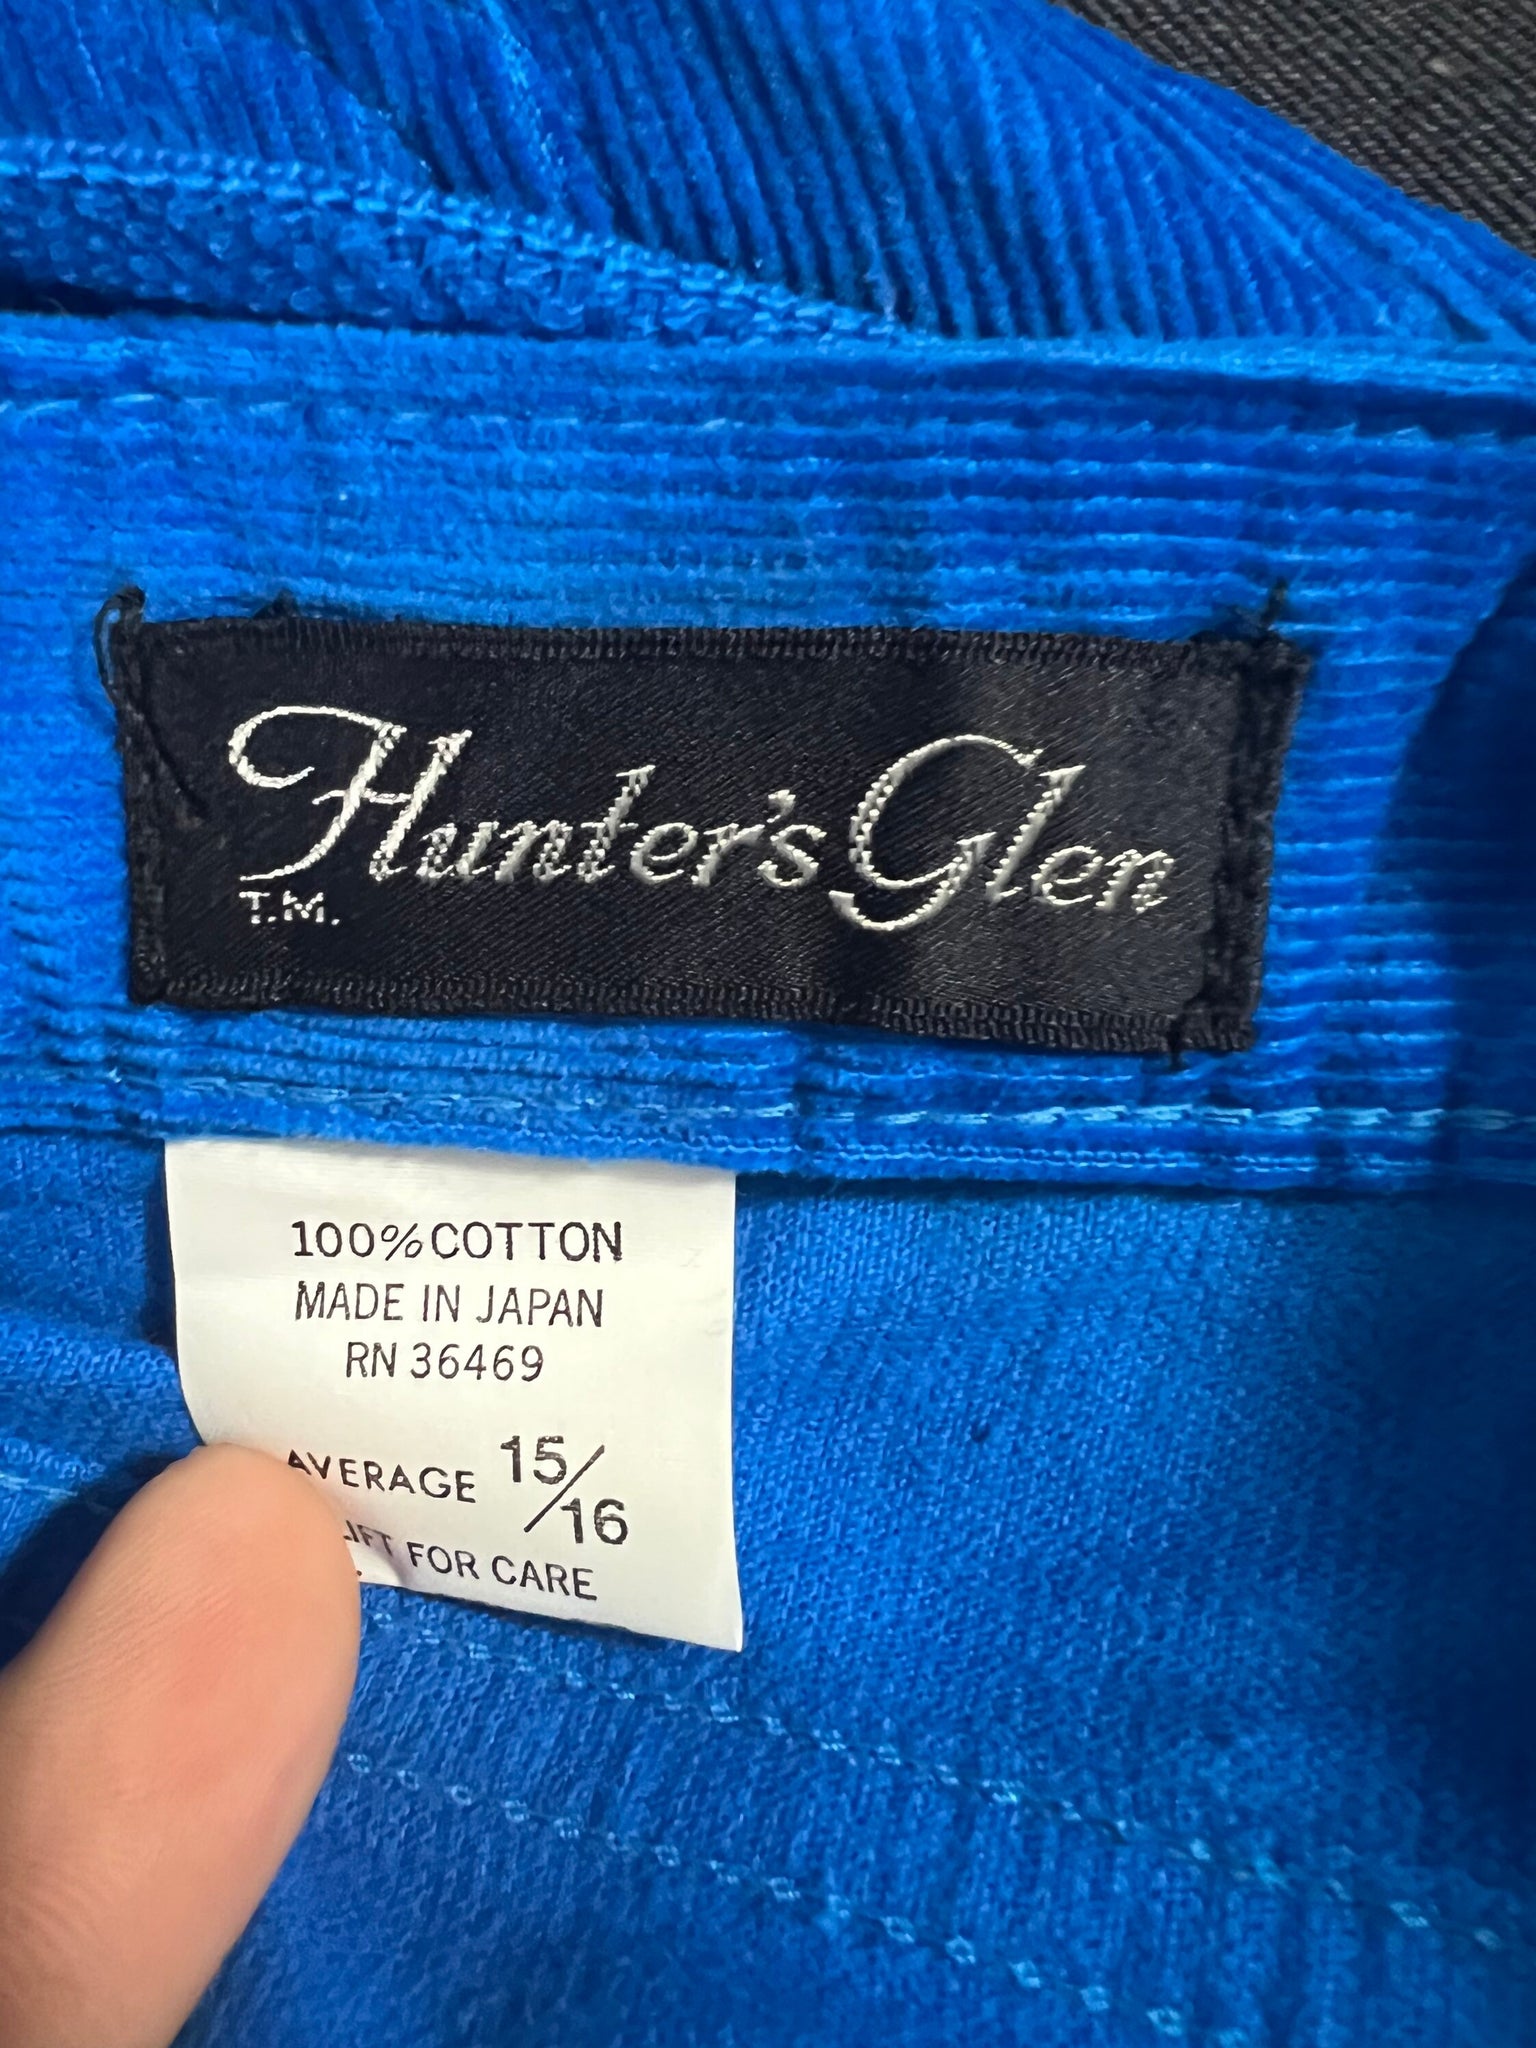 Hunter's Glen
T.M.
100% COTTON
MADE IN JAPAN
RN 36469
AVERAGE 15/16
FOR CARE